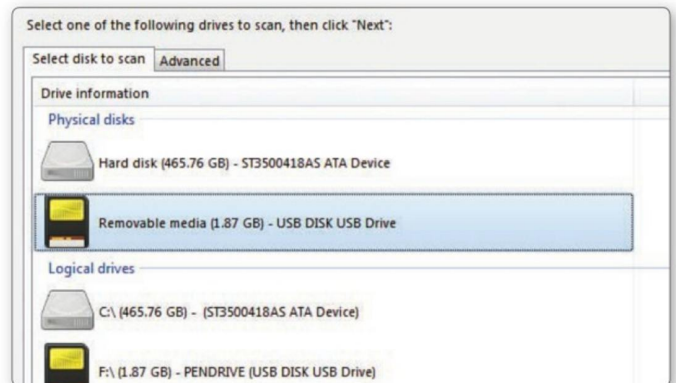 Select one of the following drives to scan, then click "Next":
Select disk to scan
Advanced
Drive information
Physical disks
Hard disk (465.76 GB) - ST3500418AS ATA Device
Removable media (1.87 GB) - USB DISK USB Drive
Logical drives
C:\ (465.76 GB) - (ST3500418AS ATA Device)
F:\ (1.87 GB) - PENDRIVE (USB DISK USB Drive)